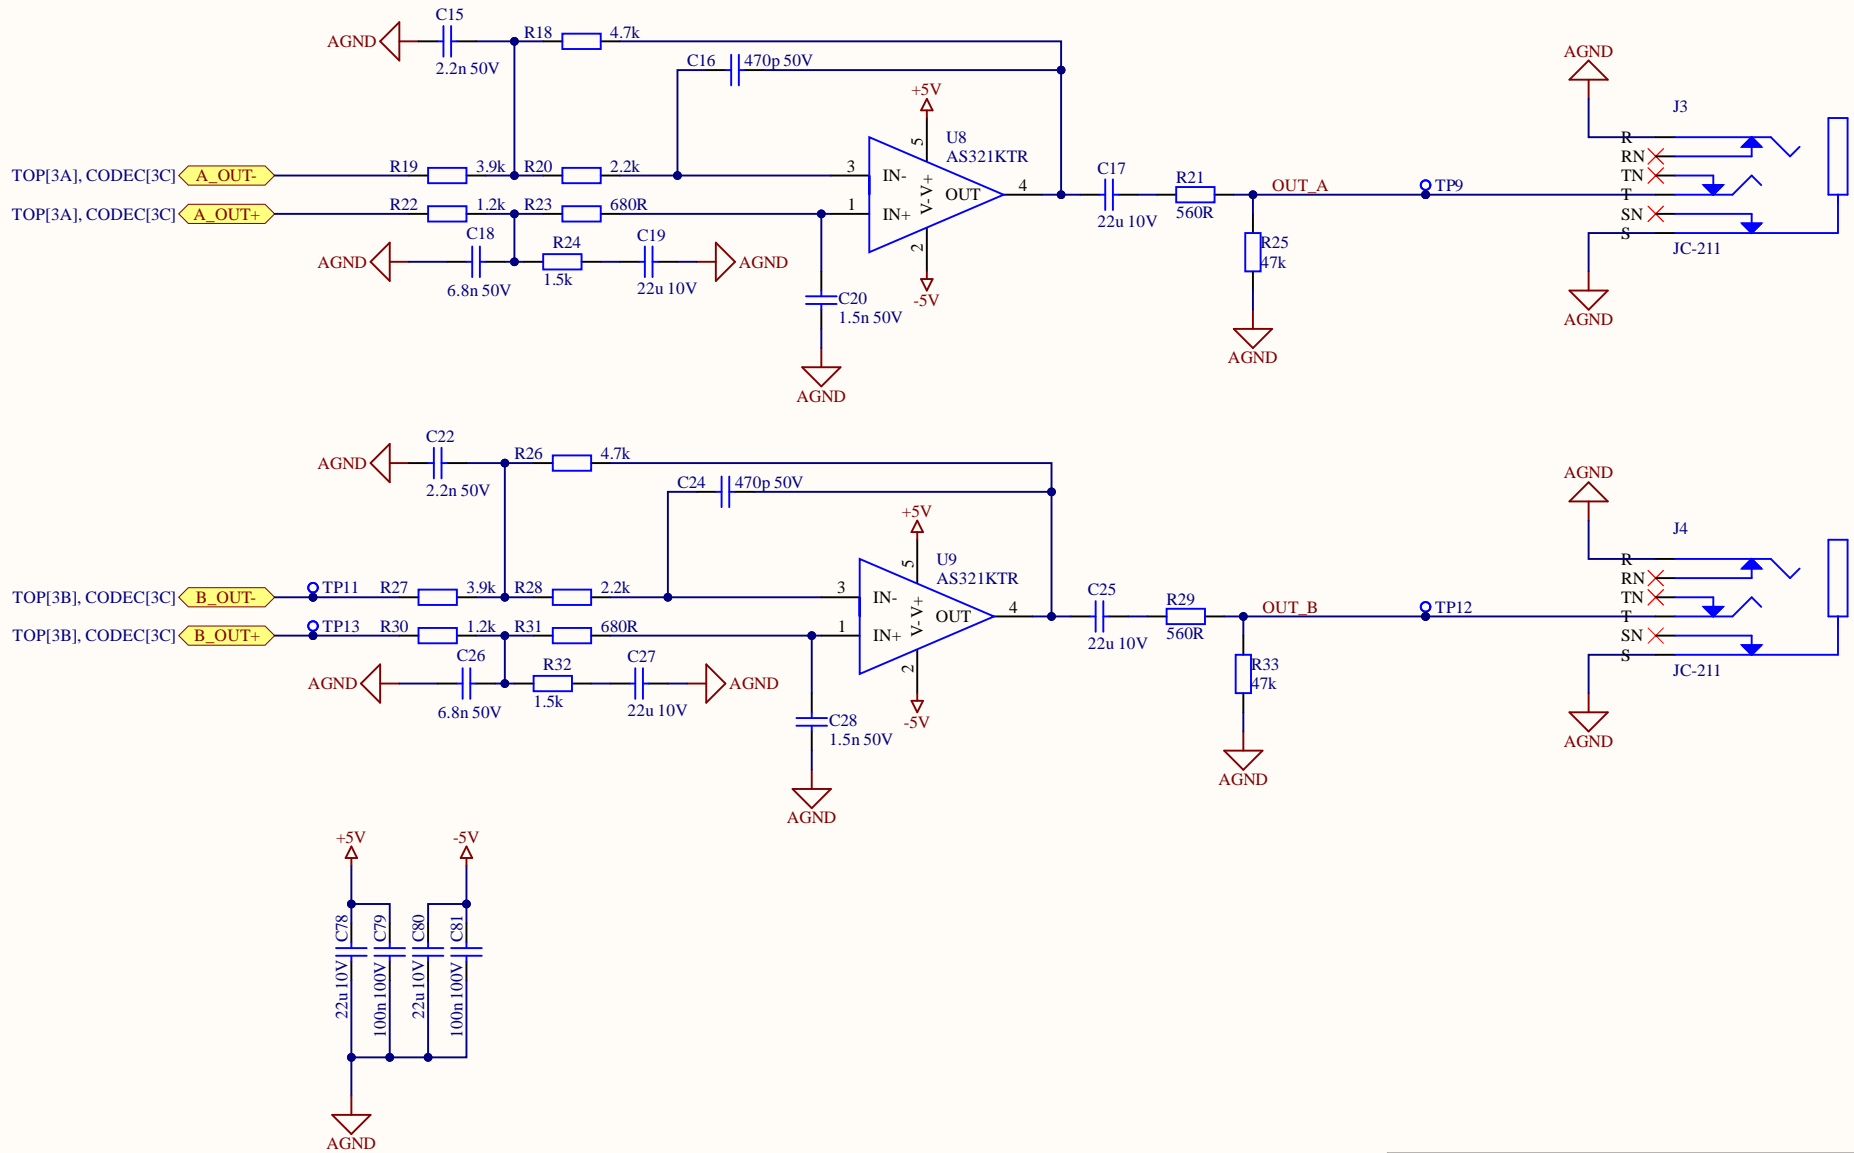 C15
AGND
2.2n 50V
R18 4.7k
C16 470p 50V
+5V
5
U8
AS321KTR
TOP[3A], CODEC[3C] A_OUT- R19 3.9k R20 2.2k 3 IN-
TOP[3A], CODEC[3C] A_OUT+ R22 1.2k R23 680R 1 IN+
V- V+
OUT 4
2
-5V
C17
22u 10V
R21
560R
OUT_A
TP9
R25
47k
AGND
C18
AGND
6.8n 50V
R24
1.5k
C19
22u 10V
AGND
C20
1.5n 50V
AGND
AGND
J3
R
RN
TN
T
SN
S
JC-211
AGND
C22
AGND
2.2n 50V
R26 4.7k
C24 470p 50V
+5V
5
U9
AS321KTR
TOP[3B], CODEC[3C] B_OUT- TP11 R27 3.9k R28 2.2k 3 IN-
TOP[3B], CODEC[3C] B_OUT+ TP13 R30 1.2k R31 680R 1 IN+
V- V+
OUT 4
2
-5V
C25
22u 10V
R29
560R
OUT_B
TP12
R33
47k
AGND
C26
AGND
6.8n 50V
R32
1.5k
C27
22u 10V
AGND
C28
1.5n 50V
AGND
AGND
J4
R
RN
TN
T
SN
S
JC-211
AGND
+5V
-5V
C78
22u 10V
C79
100n 100V
C80
22u 10V
C81
100n 100V
AGND